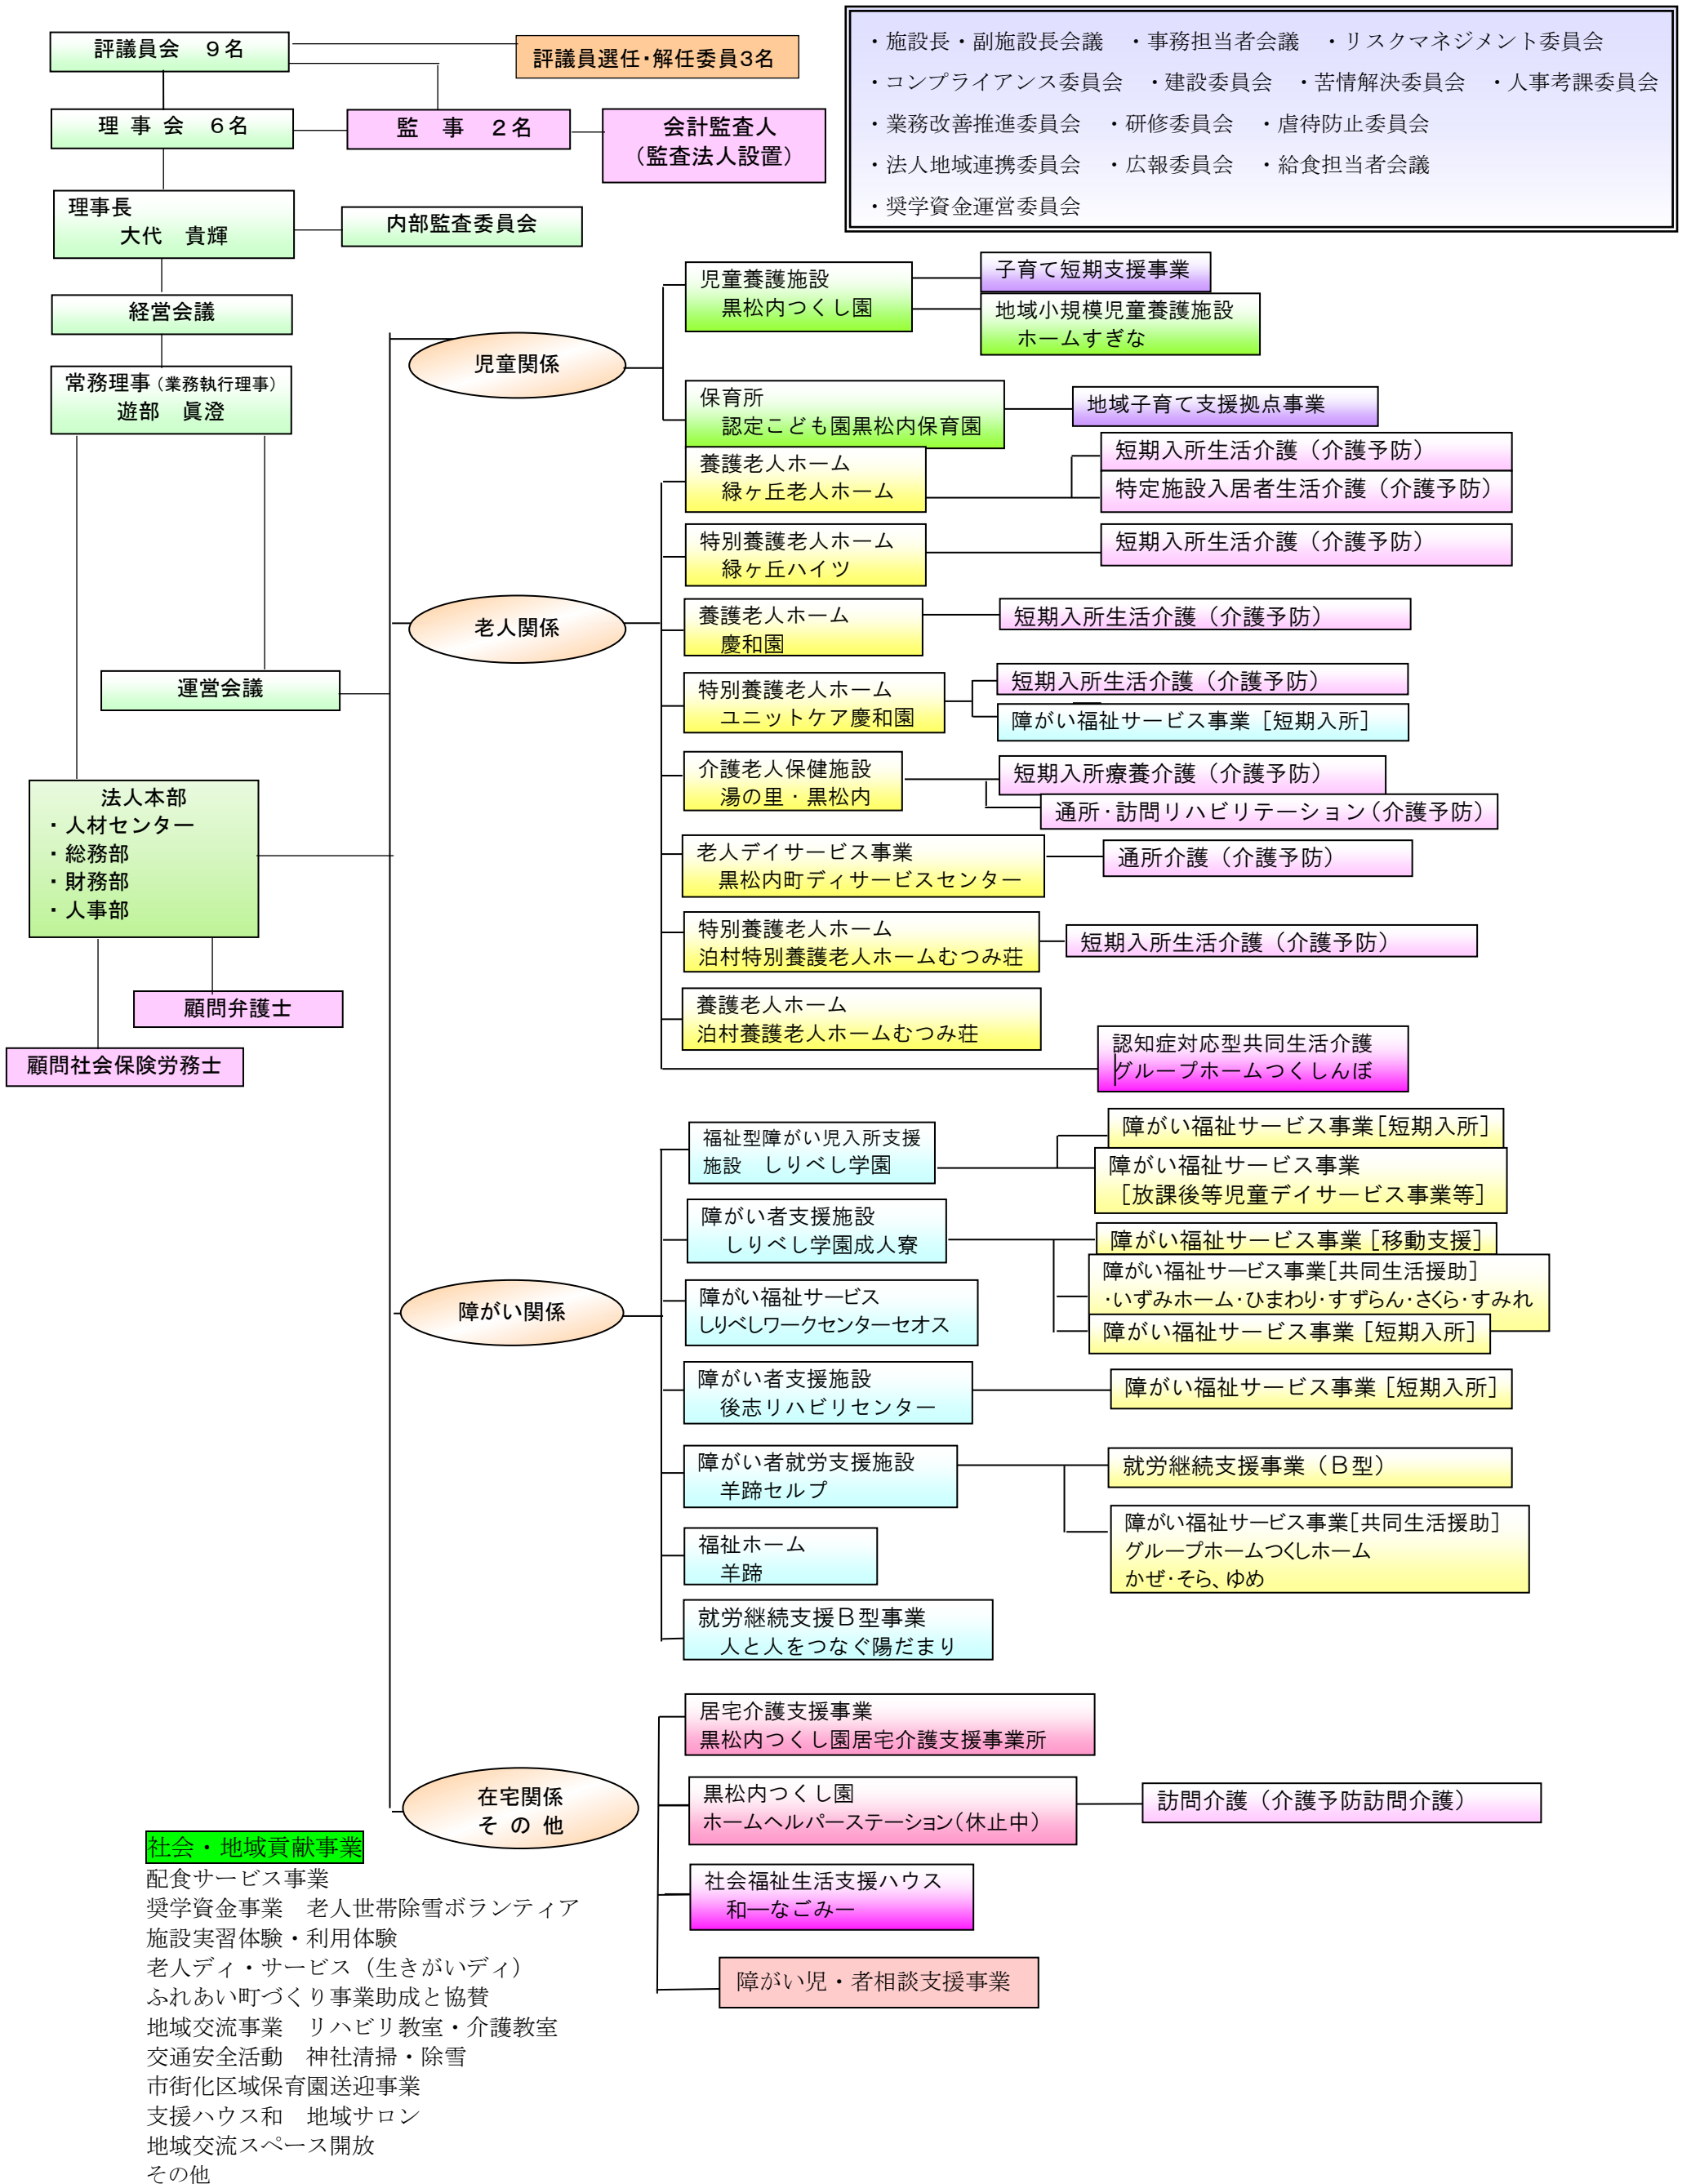 評議員会　９名
評議員選任・解任委員3名
理 事 会　６名
監　事　２名
会計監査人
（監査法人設置）
理事長
大代　貴輝
内部監査委員会
経営会議
常務理事（業務執行理事）
遊部　眞澄
運営会議
法人本部
・人材センター
・総務部
・財務部
・人事部
顧問弁護士
顧問社会保険労務士
・施設長・副施設長会議　・事務担当者会議　・リスクマネジメント委員会
・コンプライアンス委員会　・建設委員会　・苦情解決委員会　・人事考課委員会
・業務改善推進委員会　・研修委員会　・虐待防止委員会
・法人地域連携委員会　・広報委員会　・給食担当者会議
・奨学資金運営委員会
児童関係
児童養護施設
黒松内つくし園
子育て短期支援事業
地域小規模児童養護施設
ホームすぎな
保育所
認定こども園黒松内保育園
地域子育て支援拠点事業
老人関係
養護老人ホーム
緑ヶ丘老人ホーム
短期入所生活介護（介護予防）
特定施設入居者生活介護（介護予防）
特別養護老人ホーム
緑ヶ丘ハイツ
短期入所生活介護（介護予防）
養護老人ホーム
慶和園
短期入所生活介護（介護予防）
特別養護老人ホーム
ユニットケア慶和園
短期入所生活介護（介護予防）
障がい福祉サービス事業［短期入所］
介護老人保健施設
湯の里・黒松内
短期入所療養介護（介護予防）
通所・訪問リハビリテーション（介護予防）
老人デイサービス事業
黒松内町ディサービスセンター
通所介護（介護予防）
特別養護老人ホーム
泊村特別養護老人ホームむつみ荘
短期入所生活介護（介護予防）
養護老人ホーム
泊村養護老人ホームむつみ荘
認知症対応型共同生活介護
グループホームつくしんぼ
障がい関係
福祉型障がい児入所支援
施設　しりべし学園
障がい福祉サービス事業［短期入所］
障がい福祉サービス事業
［放課後等児童デイサービス事業等］
障がい者支援施設
しりべし学園成人寮
障がい福祉サービス事業［移動支援］
障がい福祉サービス事業［共同生活援助］
・いずみホーム・ひまわり・すずらん・さくら・すみれ
障がい福祉サービス事業［短期入所］
障がい福祉サービス
しりべしワークセンターセオス
障がい者支援施設
後志リハビリセンター
障がい福祉サービス事業［短期入所］
障がい者就労支援施設
羊蹄セルプ
就労継続支援事業（Ｂ型）
障がい福祉サービス事業［共同生活援助］
グループホームつくしホーム
かぜ・そら、ゆめ
福祉ホーム
羊蹄
就労継続支援Ｂ型事業
人と人をつなぐ陽だまり
在宅関係
そ の 他
居宅介護支援事業
黒松内つくし園居宅介護支援事業所
黒松内つくし園
ホームヘルパーステーション（休止中）
訪問介護（介護予防訪問介護）
社会福祉生活支援ハウス
和―なごみ―
障がい児・者相談支援事業
社会・地域貢献事業
配食サービス事業
奨学資金事業　老人世帯除雪ボランティア
施設実習体験・利用体験
老人ディ・サービス（生きがいディ）
ふれあい町づくり事業助成と協賛
地域交流事業　リハビリ教室・介護教室
交通安全活動　神社清掃・除雪
市街化区域保育園送迎事業
支援ハウス和　地域サロン
地域交流スペース開放
その他